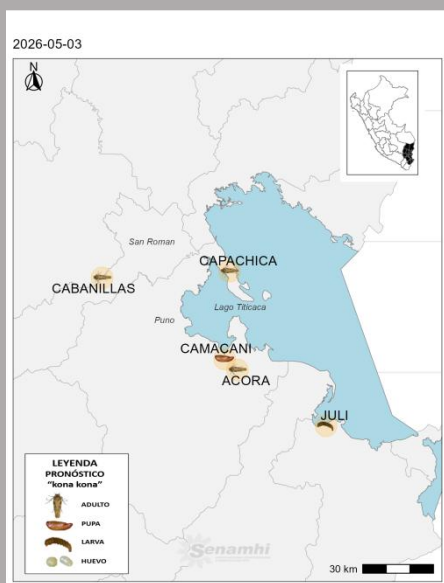 2026-05-03
N
San Roman
CAPACHICA
CABANILLAS
Lago Titicaca
Puno
CAMACANI
ACORA
JULI
LEYENDA
PRONÓSTICO
"kona kona"
ADULTO
PUPA
LARVA
HUEVO
Senamhi
30 km